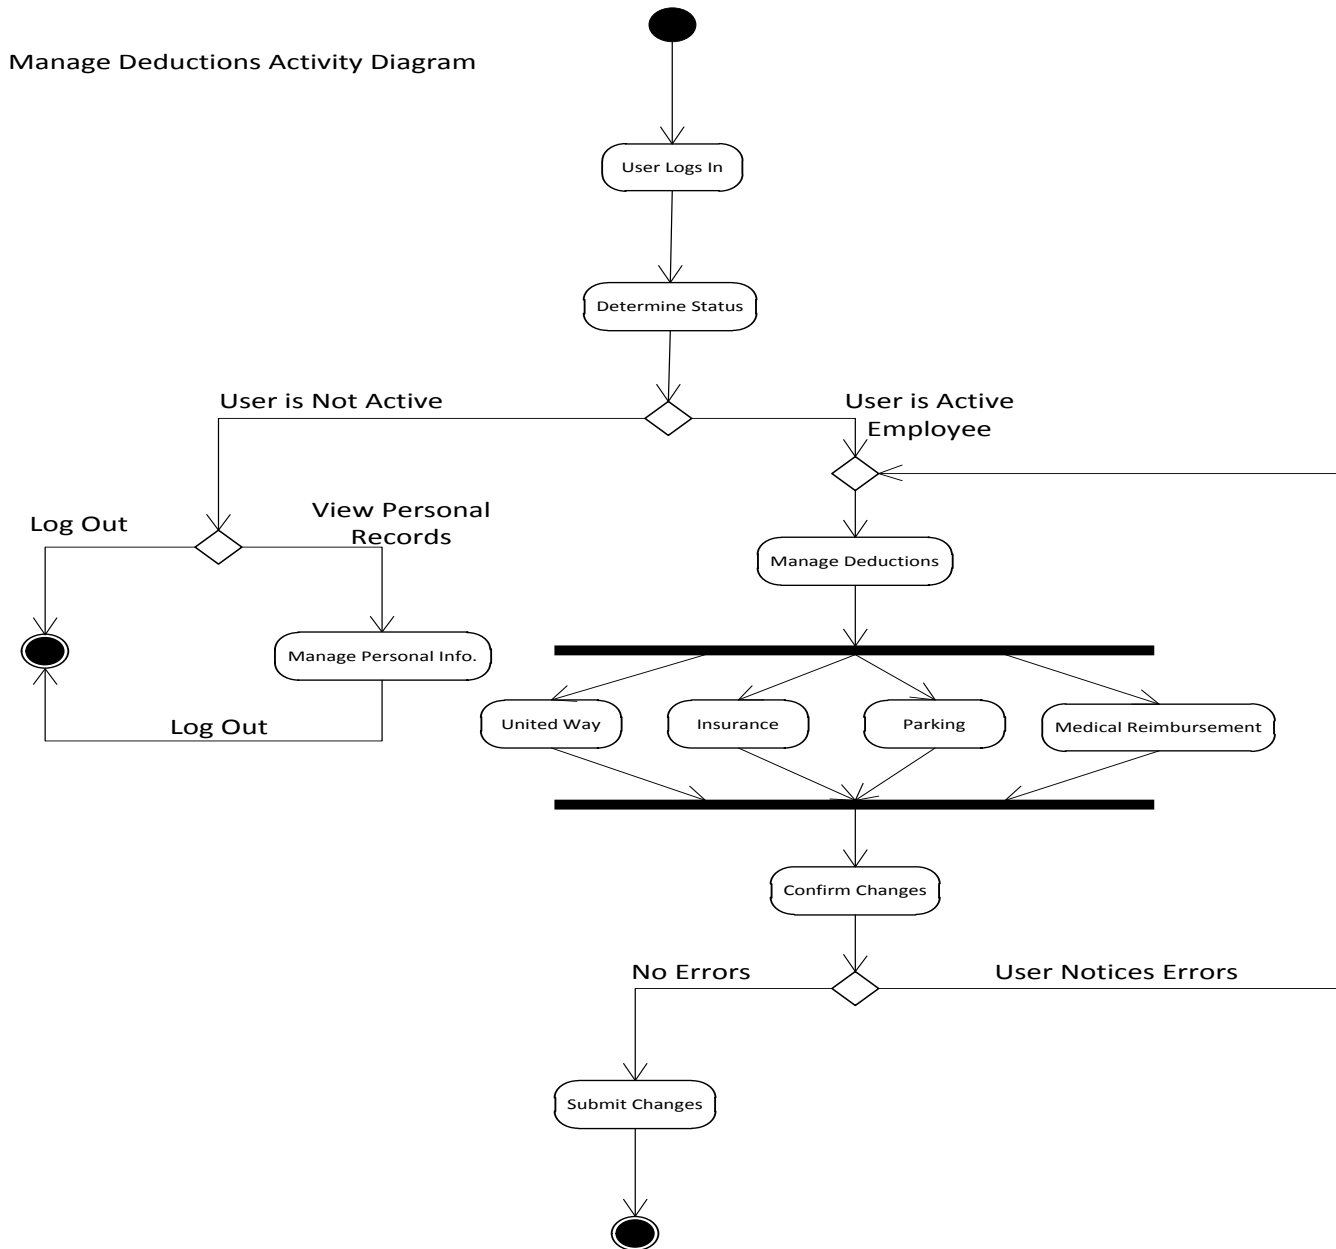 Manage Deductions Activity Diagram
User Logs In
Determine Status
User is Not Active
User is Active
Employee
Log Out
View Personal
Records
Manage Deductions
Manage Personal Info.
Log Out
United Way
Insurance
Parking
Medical Reimbursement
Confirm Changes
No Errors
User Notices Errors
Submit Changes